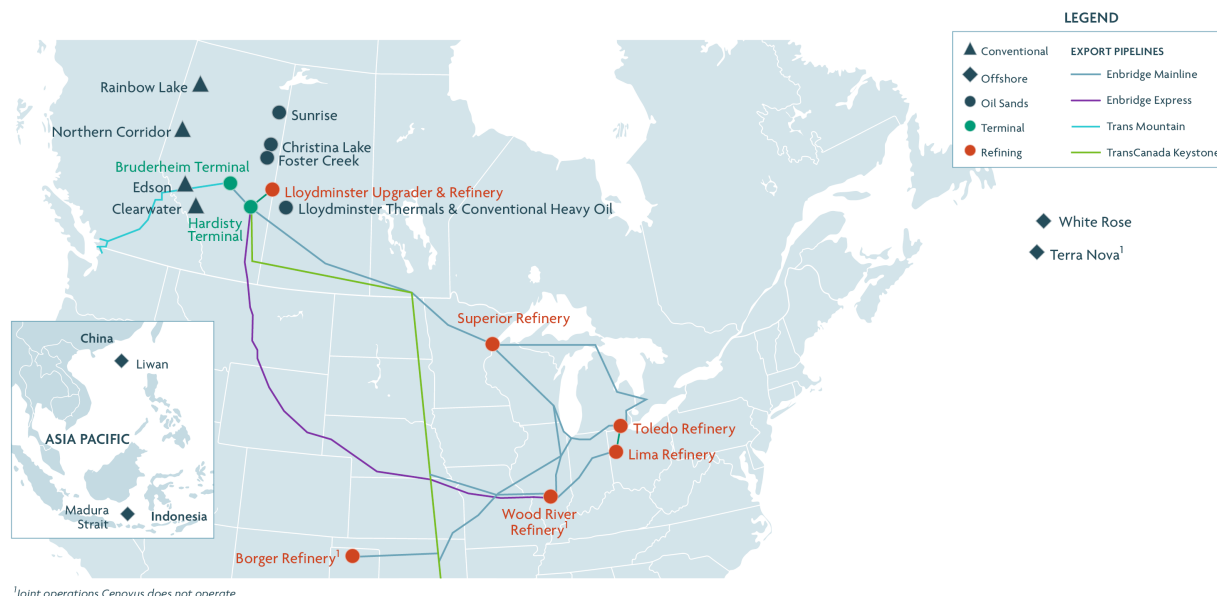 LEGEND
Conventional
Offshore
Oil Sands
Terminal
Refining
EXPORT PIPELINES
Enbridge Mainline
Enbridge Express
Trans Mountain
TransCanada Keystone
Rainbow Lake
Sunrise
Northern Corridor
Christina Lake
Foster Creek
Bruderheim Terminal
Edson
Lloydminster Upgrader & Refinery
Clearwater
Lloydminster Thermals & Conventional Heavy Oil
Hardisty
Terminal
White Rose
Terra Nova¹
Superior Refinery
China
Liwan
ASIA PACIFIC
Madura
Strait
Indonesia
Toledo Refinery
Lima Refinery
Wood River
Refinery¹
Borger Refinery¹
¹Joint operations Cenovus does not operate